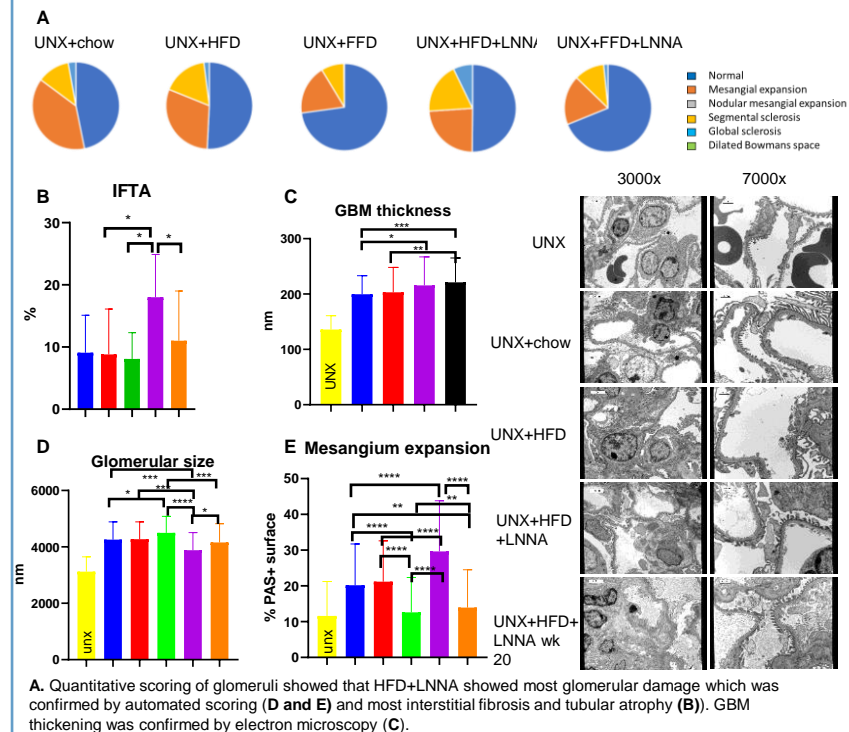 A
UNX+chow
UNX+HFD
UNX+FFD
UNX+HFD+LNNA
UNX+FFD+LNNA
Normal
Mesangial expansion
Nodular mesangial expansion
Segmental sclerosis
Global sclerosis
Dilated Bowmans space
B
IFTA
30
20
10
0
%
*
*
*
C
GBM thickness
300
200
100
0
nm
UNX
***
*
**
D
Glomerular size
6000
4000
2000
0
nm
unx
***
***
***
*
****
*
E
Mesangium expansion
50
40
30
20
10
0
% PAS+ surface
unx
****
****
**
**
****
****
****
****
3000x
7000x
UNX
UNX+chow
UNX+HFD
UNX+HFD
+LNNA
UNX+HFD+
LNNA wk
20
A. Quantitative scoring of glomeruli showed that HFD+LNNA showed most glomerular damage which was
confirmed by automated scoring (D and E) and most interstitial fibrosis and tubular atrophy (B)). GBM
thickening was confirmed by electron microscopy (C).